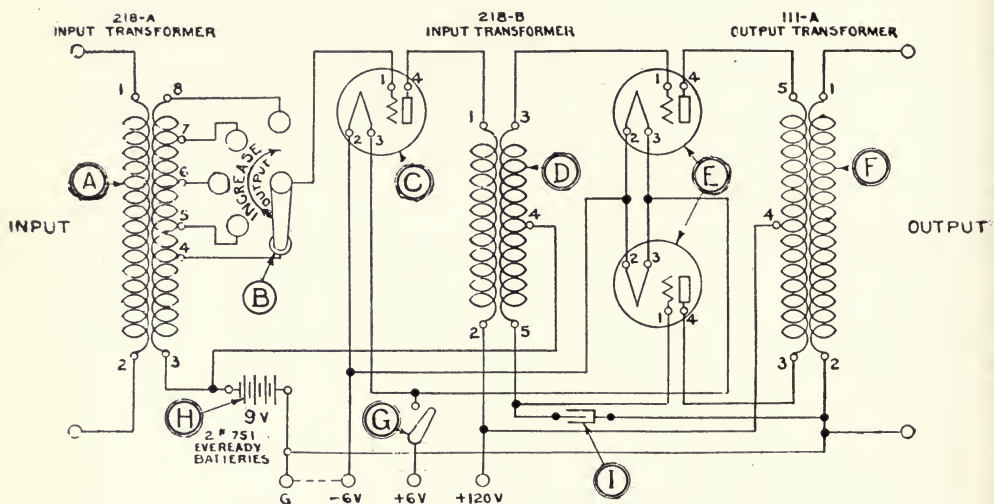 218-A
INPUT TRANSFORMER
218-B
INPUT TRANSFORMER
111-A
OUTPUT TRANSFORMER
1
8
7
6
5
4
2
3
A
INPUT
INCREASE
OUTPUT
B
1
4
2
3
C
1
3
4
2
5
D
1
4
2
3
E
2
3
1
4
5
1
4
3
2
F
OUTPUT
H
9V
2 # 751
EVEREADY
BATTERIES
G
I
G
-6V
+6V
+120V